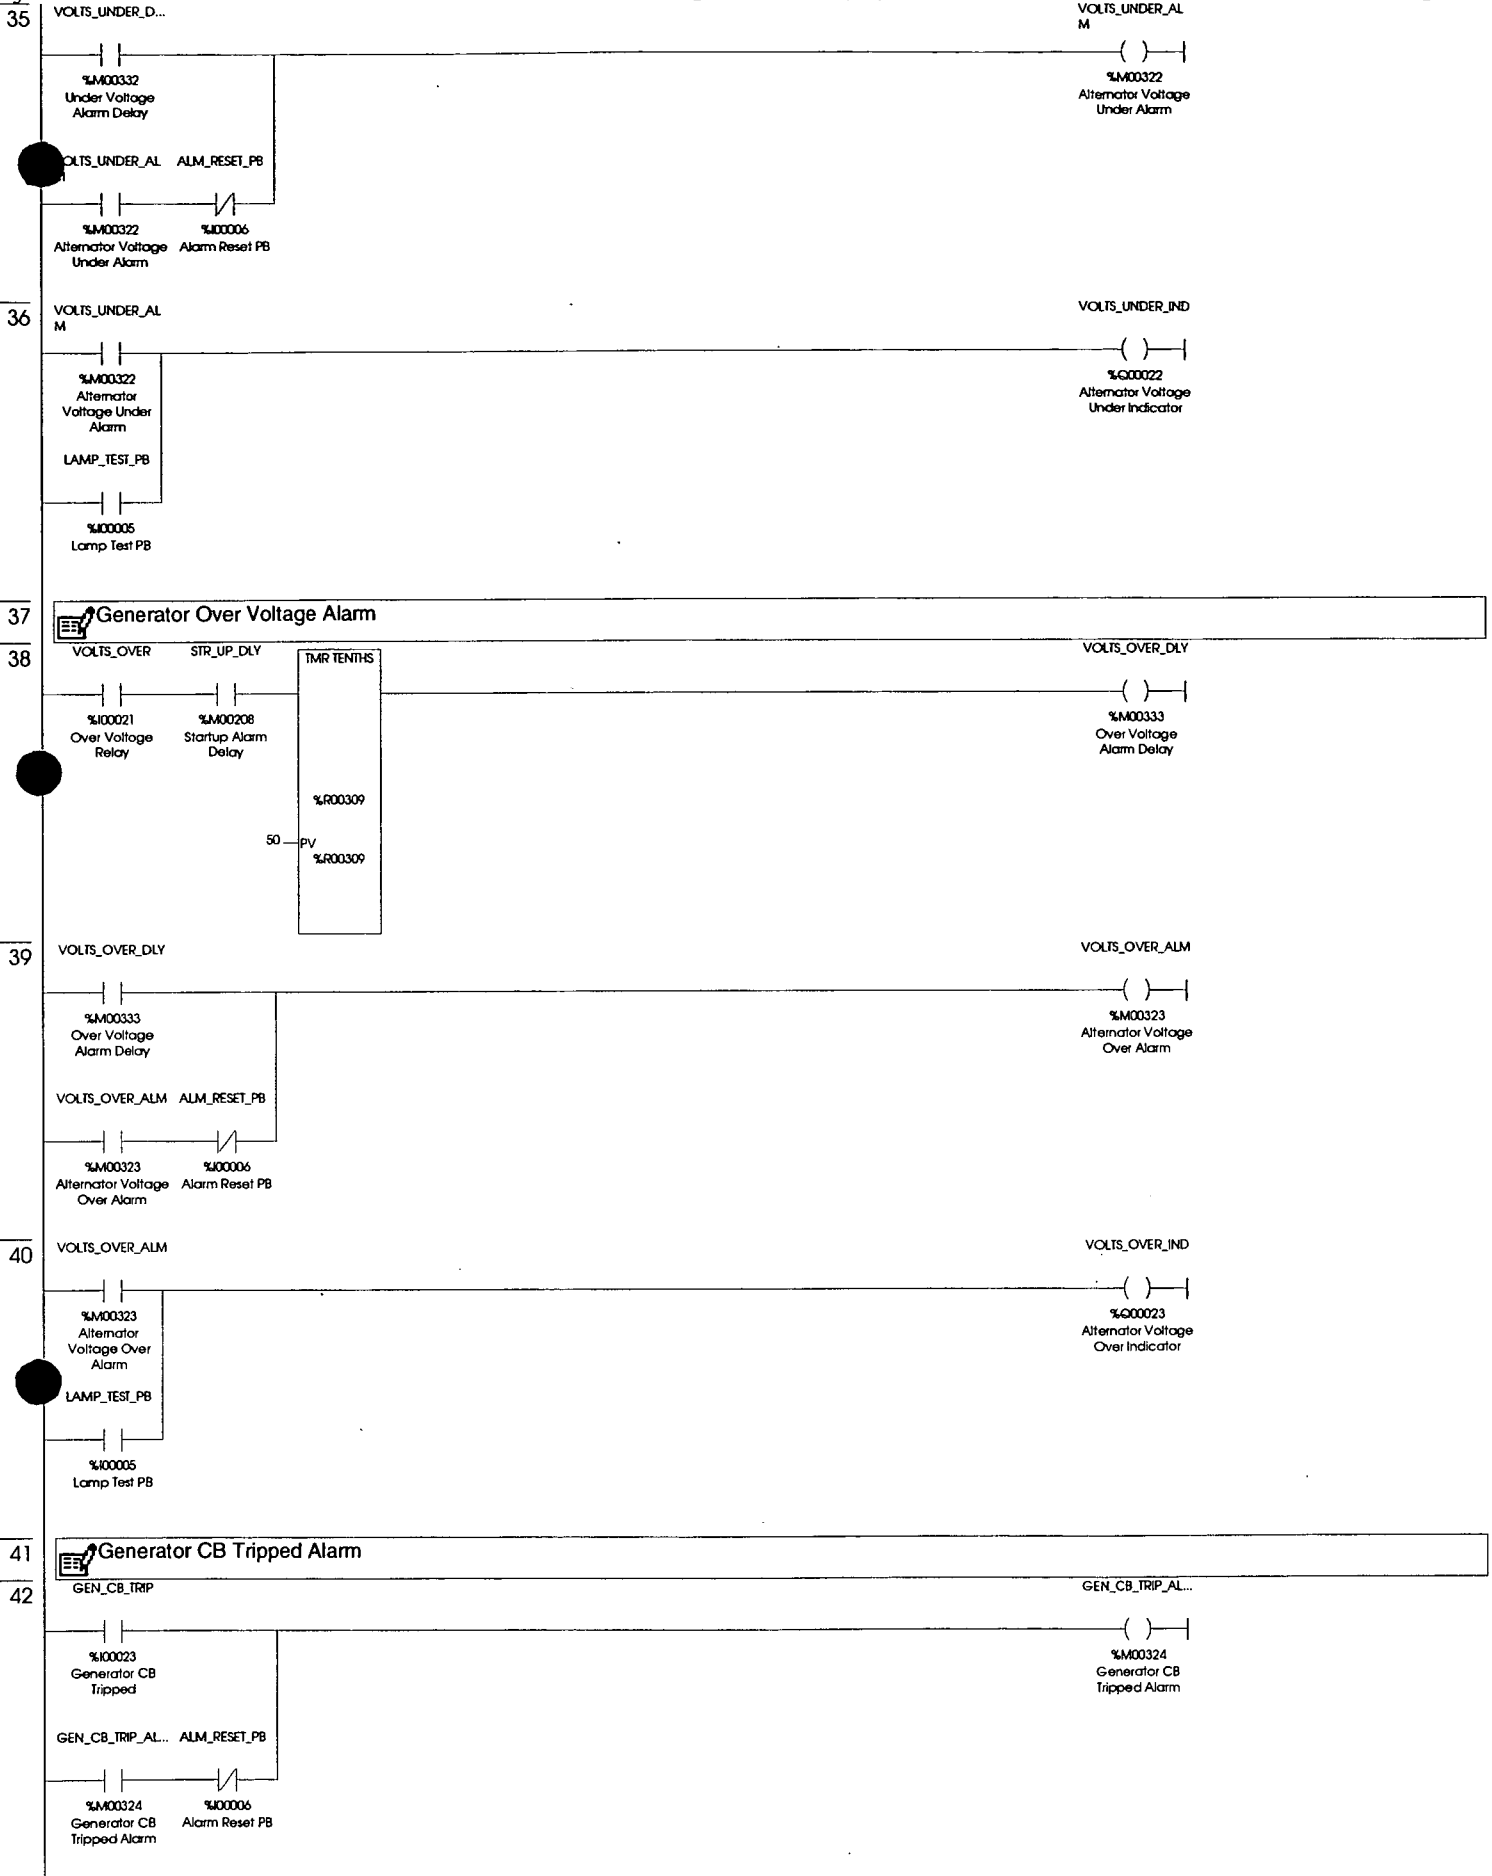 35
VOLTS_UNDER_D...
VOLTS_UNDER_AL
M
%M00332
Under Voltage
Alarm Delay
%M00322
Alternator Voltage
Under Alarm
OLTS_UNDER_AL ALM_RESET_PB
%M00322
Alternator Voltage
Under Alarm
%I00006
Alarm Reset PB
36
VOLTS_UNDER_AL
M
VOLTS_UNDER_IND
%M00322
Alternator
Voltage Under
Alarm
%Q00022
Alternator Voltage
Under Indicator
LAMP_TEST_PB
%I00005
Lamp Test PB
37
Generator Over Voltage Alarm
38
VOLTS_OVER STR_UP_DLY TMR TENTHS VOLTS_OVER_DLY
%I00021
Over Voltage
Relay
%M00208
Startup Alarm
Delay
%M00333
Over Voltage
Alarm Delay
%R00309
50 PV
%R00309
39
VOLTS_OVER_DLY
VOLTS_OVER_ALM
%M00333
Over Voltage
Alarm Delay
%M00323
Alternator Voltage
Over Alarm
VOLTS_OVER_ALM ALM_RESET_PB
%M00323
Alternator Voltage
Over Alarm
%I00006
Alarm Reset PB
40
VOLTS_OVER_ALM
VOLTS_OVER_IND
%M00323
Alternator
Voltage Over
Alarm
%Q00023
Alternator Voltage
Over Indicator
LAMP_TEST_PB
%I00005
Lamp Test PB
41
Generator CB Tripped Alarm
42
GEN_CB_TRIP
GEN_CB_TRIP_AL...
%I00023
Generator CB
Tripped
%M00324
Generator CB
Tripped Alarm
GEN_CB_TRIP_AL... ALM_RESET_PB
%M00324
Generator CB
Tripped Alarm
%I00006
Alarm Reset PB